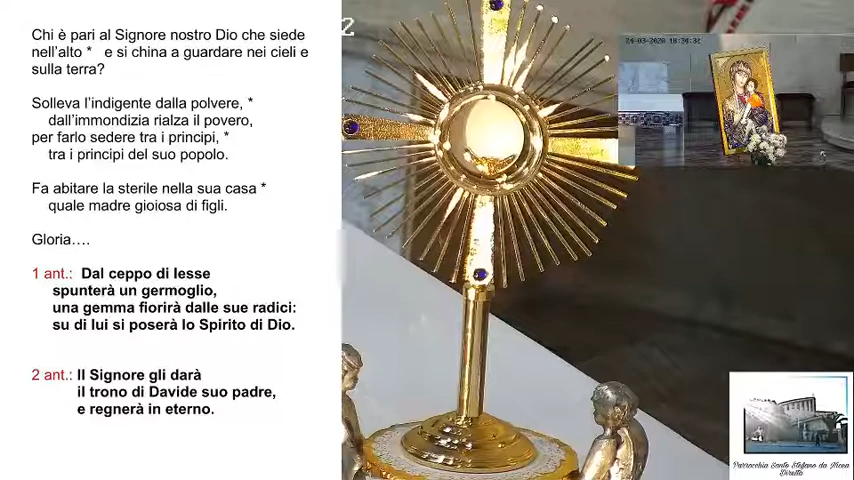 Chi è pari al Signore nostro Dio che siede
nell'alto * e si china a guardare nei cieli e
sulla terra?
Solleva l'indigente dalla polvere, *
dall'immondizia rialza il povero,
per farlo sedere tra i principi, *
tra i principi del suo popolo.
Fa abitare la sterile nella sua casa *
quale madre gioiosa di figli.
Gloria….
1 ant.: Dal ceppo di Iesse
spunterà un germoglio,
una gemma fiorirà dalle sue radici:
su di lui si poserà lo Spirito di Dio.
2 ant.: Il Signore gli darà
il trono di Davide suo padre,
e regnerà in eterno.
2
24-03-2020
Parrocchia Santo Stefano da Nicea
Diretta